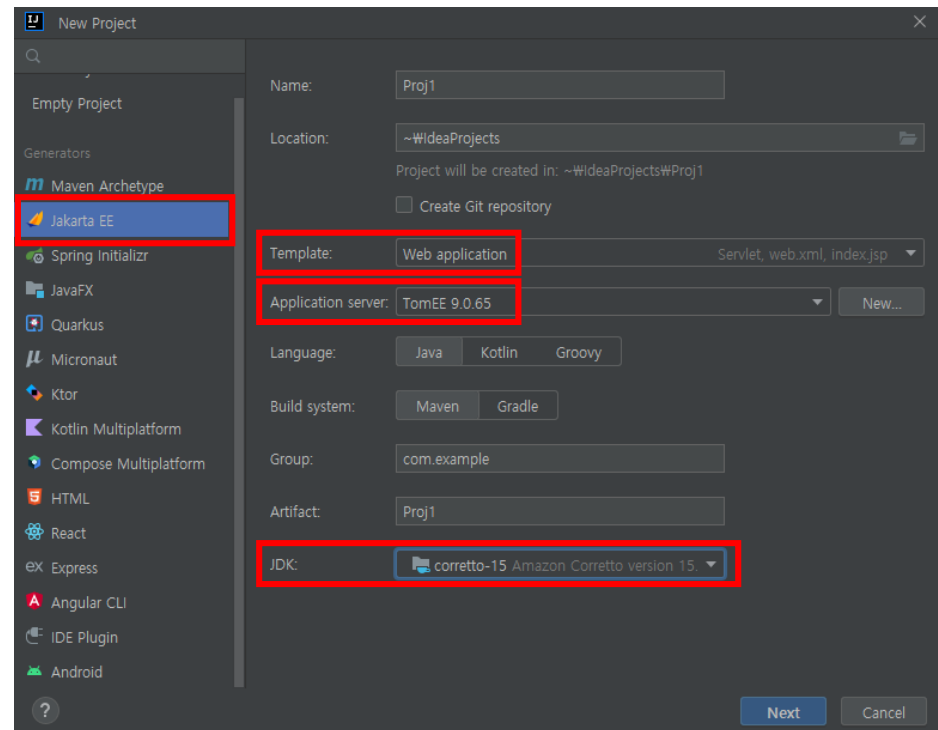 New Project
Empty Project
Generators
Maven Archetype
Jakarta EE
Spring Initializr
JavaFX
Quarkus
Micronaut
Ktor
Kotlin Multiplatform
Compose Multiplatform
HTML
React
Express
Angular CLI
IDE Plugin
Android
Name: Proj1
Location: ~₩IdeaProjects
Project will be created in: ~₩IdeaProjects₩Proj1
Create Git repository
Template: Web application Servlet, web.xml, index.jsp
Application server: TomEE 9.0.65 New...
Language: Java Kotlin Groovy
Build system: Maven Gradle
Group: com.example
Artifact: Proj1
JDK: corretto-15 Amazon Corretto version 15.
? Next Cancel